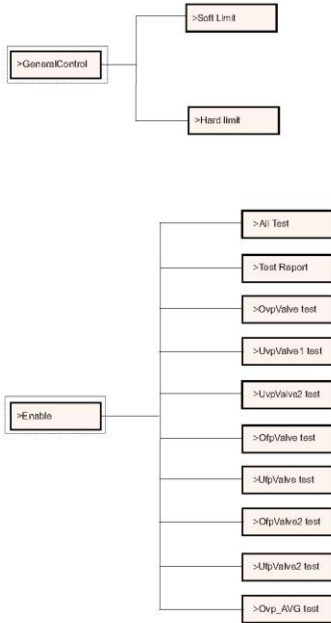 >Soft Limit
>GeneralControl
>Hard limit
>All Test
>Test Report
>OvpValve test
>UvpValve1 test
>UvpValve2 test
>Enable
>OfpValve test
>UfpValve test
>OfpValve2 test
>UfpValve2 test
>Ovp_AVG test